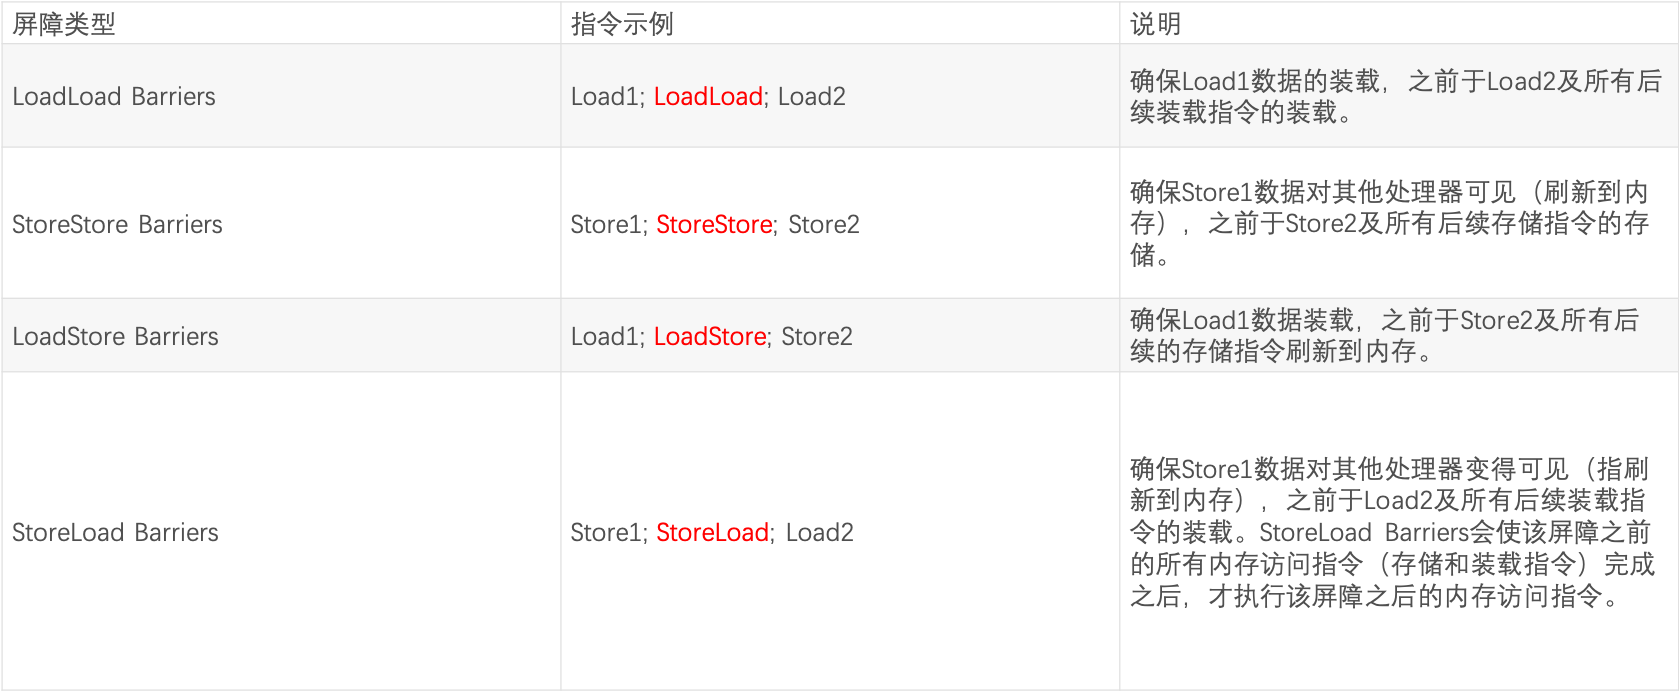 屏障类型
指令示例
说明
LoadLoad Barriers
Load1; LoadLoad; Load2
确保Load1数据的装载，之前于Load2及所有后
续装载指令的装载。
StoreStore Barriers
Store1; StoreStore; Store2
确保Store1数据对其他处理器可见（刷新到内
存），之前于Store2及所有后续存储指令的存
储。
LoadStore Barriers
Load1; LoadStore; Store2
确保Load1数据装载，之前于Store2及所有后
续的存储指令刷新到内存。
StoreLoad Barriers
Store1; StoreLoad; Load2
确保Store1数据对其他处理器变得可见（指刷
新到内存），之前于Load2及所有后续装载指
令的装载。StoreLoad Barriers会使该屏障之前
的所有内存访问指令（存储和装载指令）完成
之后，才执行该屏障之后的内存访问指令。